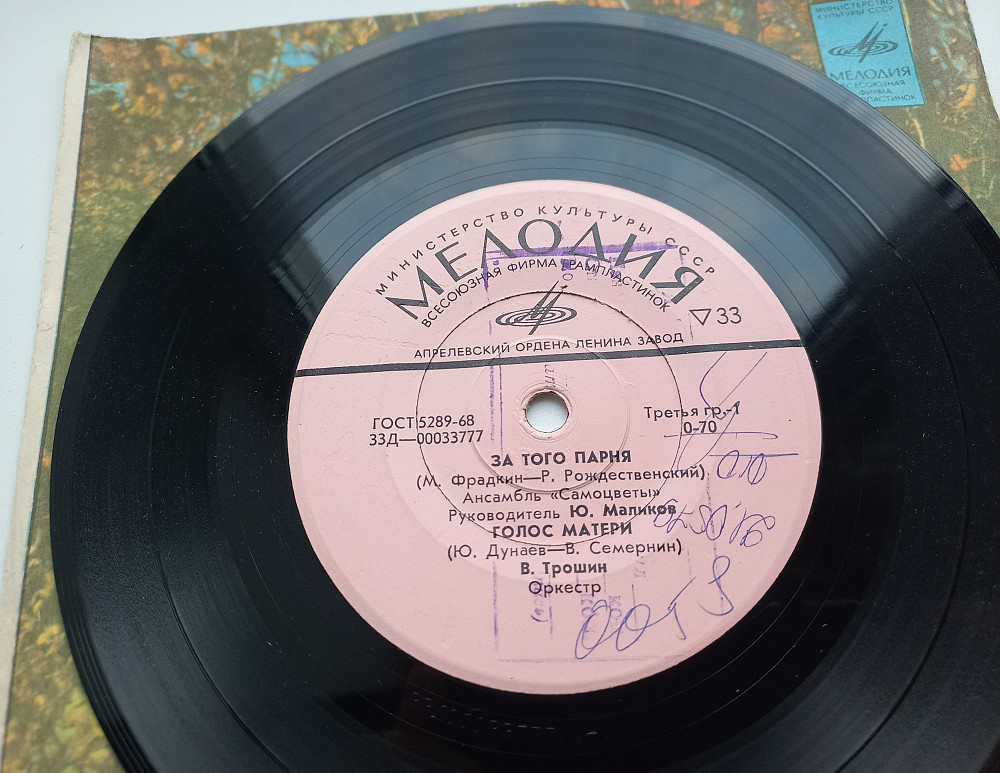 МИНИСТЕРСТВО
КУЛЬТУРЫ СССР
МЕЛОДИЯ
ВСЕСОЮЗНАЯ
ФИРМА
МИНИСТЕРСТВО КУЛЬТУРЫ СССР
МЕЛОДИЯ
ВСЕСОЮЗНАЯ ФИРМА ГРАМПЛАСТИНОК
▽33
АПРЕЛЕВСКИЙ ОРДЕНА ЛЕНИНА ЗАВОД
ГОСТ 5289-68
33Д—00033777
Третья гр.-1
0-70
ЗА ТОГО ПАРНЯ
(М. Фрадкин—Р. Рождественский)
Ансамбль «Самоцветы»
Руководитель Ю. Маликов
ГОЛОС МАТЕРИ
(Ю. Дунаев—В. Семернин)
В. Трошин
Оркестр